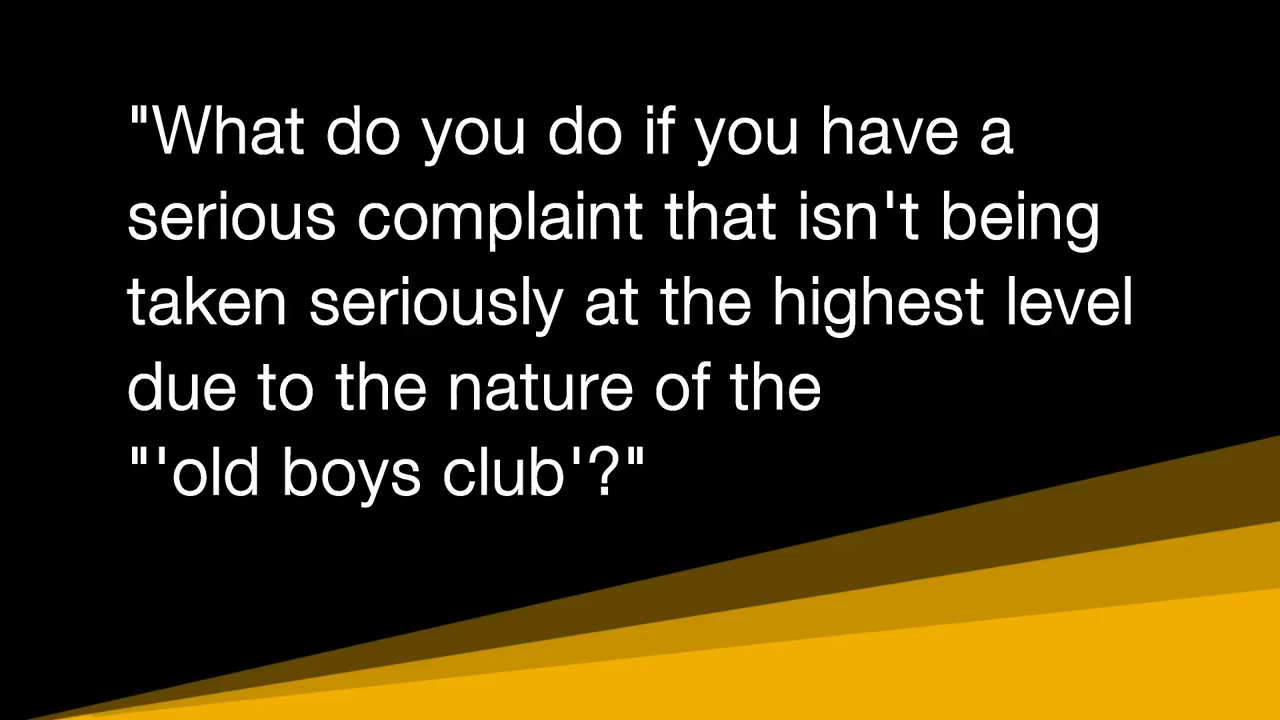 "What do you do if you have a
serious complaint that isn't being
taken seriously at the highest level
due to the nature of the
"'old boys club'?"